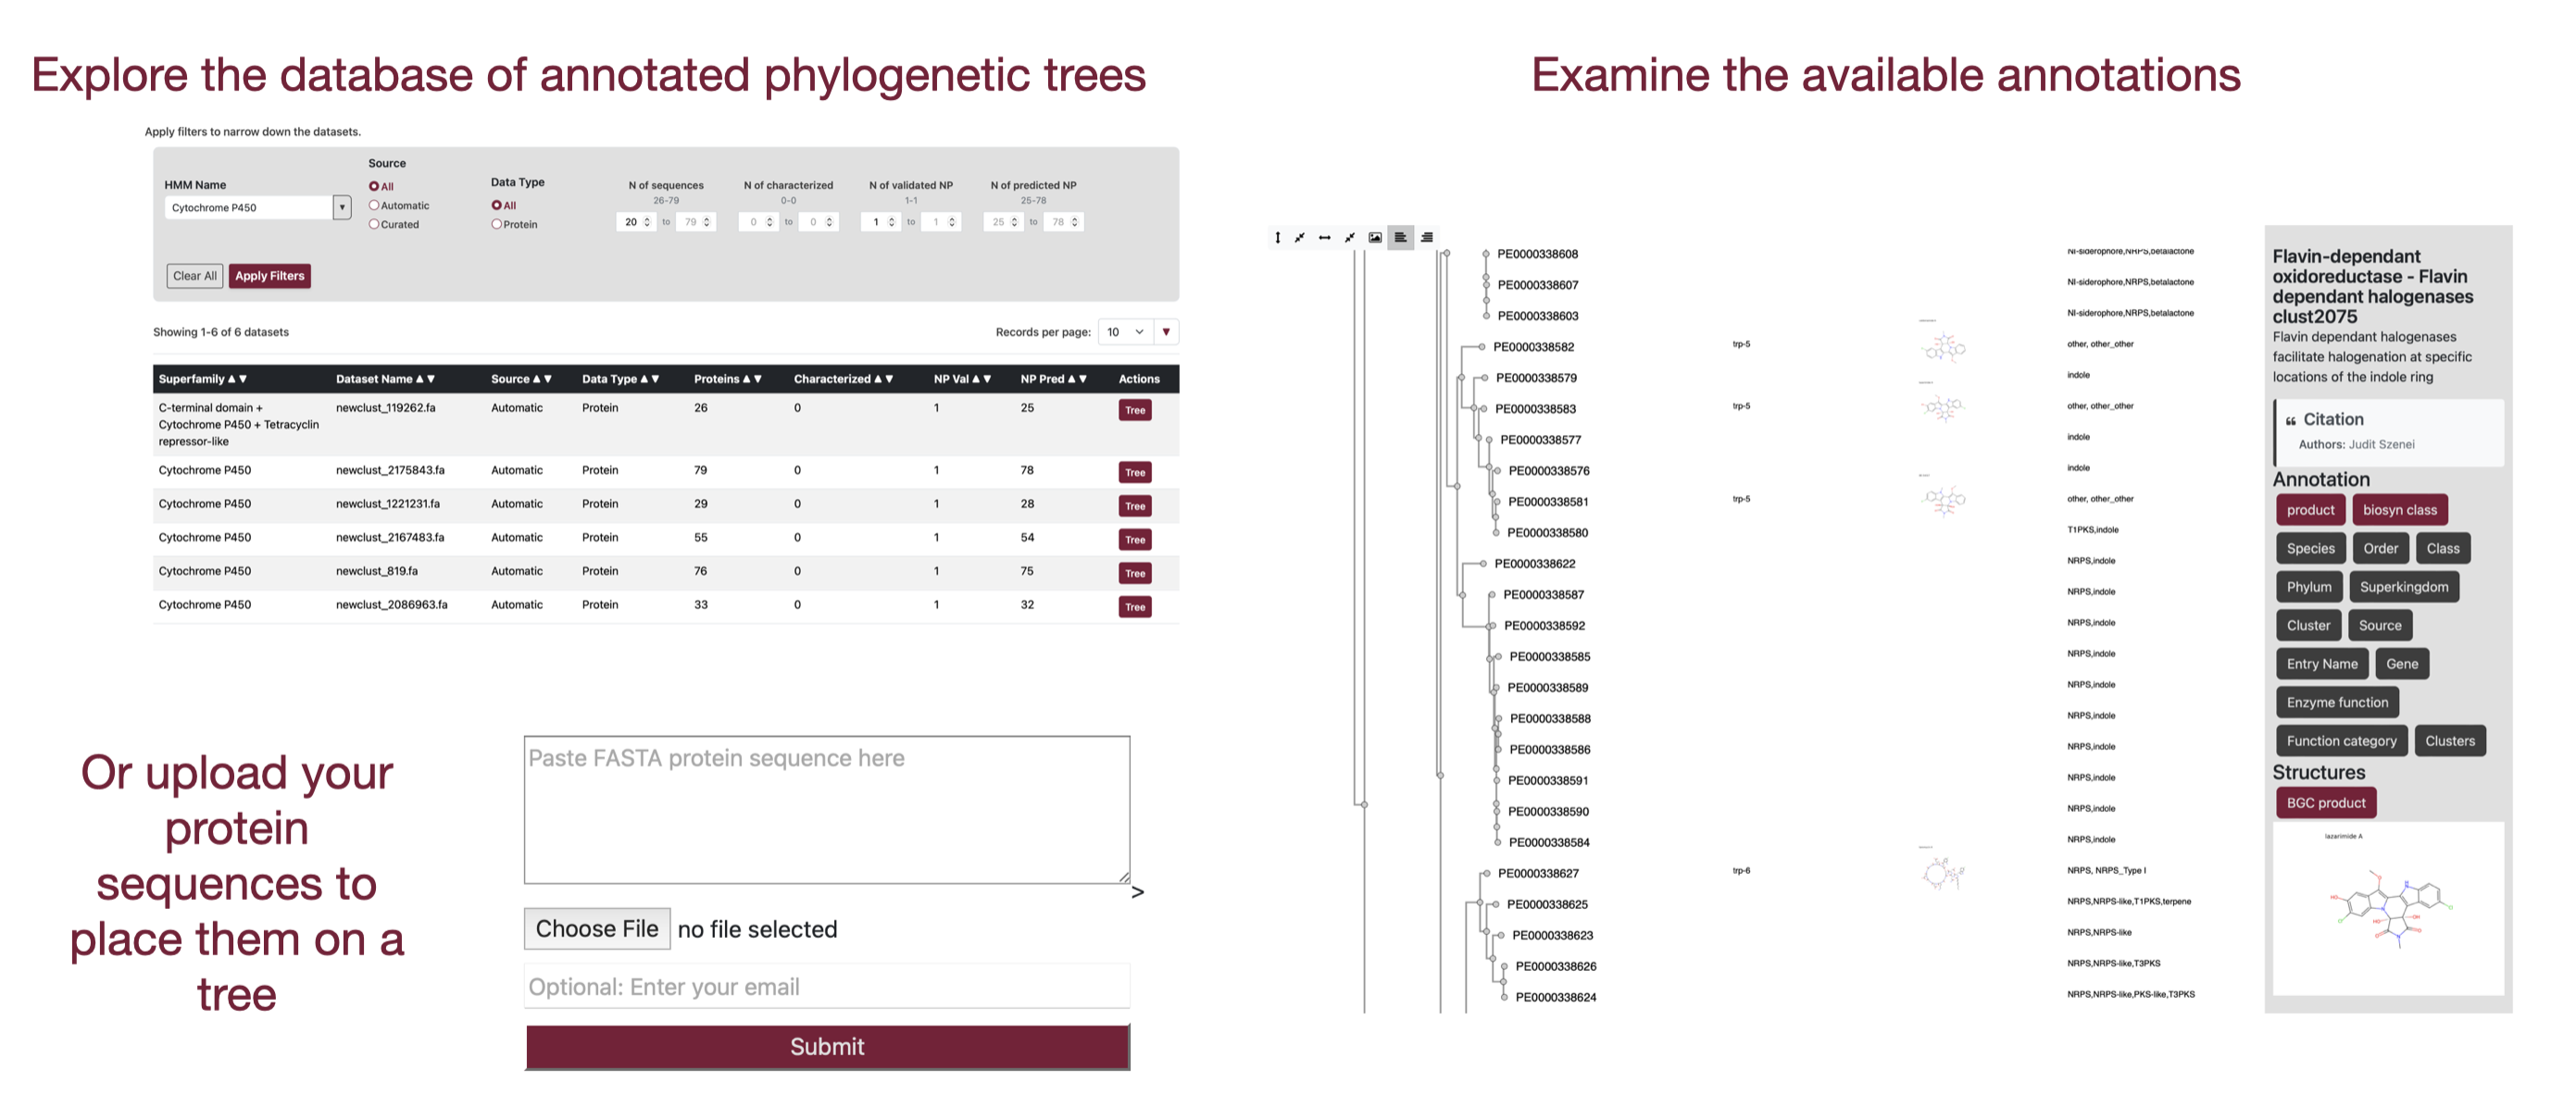 Explore the database of annotated phylogenetic trees
Apply filters to narrow down the datasets.
HMM Name
Cytochrome P450
Source
All
Automatic
Curated
Data Type
All
Protein
N of sequences
26-79
20 to 79
N of characterized
0-0
0 to 0
N of validated NP
1-1
1 to 1
N of predicted NP
25-78
25 to 78
Clear All Apply Filters
Showing 1-6 of 6 datasets
Records per page: 10
Superfamily ▲▼ Dataset Name ▲▼ Source ▲▼ Data Type ▲▼ Proteins ▲▼ Characterized ▲▼ NP Val ▲▼ NP Pred ▲▼ Actions
C-terminal domain + newclust_119262.fa Automatic Protein 26 0 1 25 Tree
Cytochrome P450 + Tetracyclin
repressor-like
Cytochrome P450 newclust_2175843.fa Automatic Protein 79 0 1 78 Tree
Cytochrome P450 newclust_1221231.fa Automatic Protein 29 0 1 28 Tree
Cytochrome P450 newclust_2167483.fa Automatic Protein 55 0 1 54 Tree
Cytochrome P450 newclust_819.fa Automatic Protein 76 0 1 75 Tree
Cytochrome P450 newclust_2086963.fa Automatic Protein 33 0 1 32 Tree
Or upload your
protein
sequences to
place them on a
tree
Paste FASTA protein sequence here
>
Choose File no file selected
Optional: Enter your email
Submit
Examine the available annotations
PE0000338608 NI-siderophore,NRPS,betalactone
PE0000338607 NI-siderophore,NRPS,betalactone
PE0000338603 NI-siderophore,NRPS,betalactone
PE0000338582 trp-5 other, other_other
PE0000338579 indole
PE0000338583 trp-5 other, other_other
PE0000338577 indole
PE0000338576 indole
PE0000338581 trp-5 other, other_other
PE0000338580 T1PKS,indole
PE0000338622 NRPS,indole
PE0000338587 NRPS,indole
PE0000338592 NRPS,indole
PE0000338585 NRPS,indole
PE0000338589 NRPS,indole
PE0000338588 NRPS,indole
PE0000338586 NRPS,indole
PE0000338591 NRPS,indole
PE0000338590 NRPS,indole
PE0000338584 NRPS,indole
PE0000338627 trp-6 NRPS, NRPS_Type I
PE0000338625 NRPS,NRPS-like,T1PKS,terpene
PE0000338623 NRPS,NRPS-like
PE0000338626 NRPS,NRPS-like,T3PKS
PE0000338624 NRPS,NRPS-like,PKS-like,T3PKS
Flavin-dependant
oxidoreductase - Flavin
dependant halogenases
clust2075
Flavin dependant halogenases
facilitate halogenation at specific
locations of the indole ring
❝ Citation
Authors: Judit Szenei
Annotation
product biosyn class
Species Order Class
Phylum Superkingdom
Cluster Source
Entry Name Gene
Enzyme function
Function category Clusters
Structures
BGC product
lazarimide A
HO
N
HO
OH
Cl
Cl